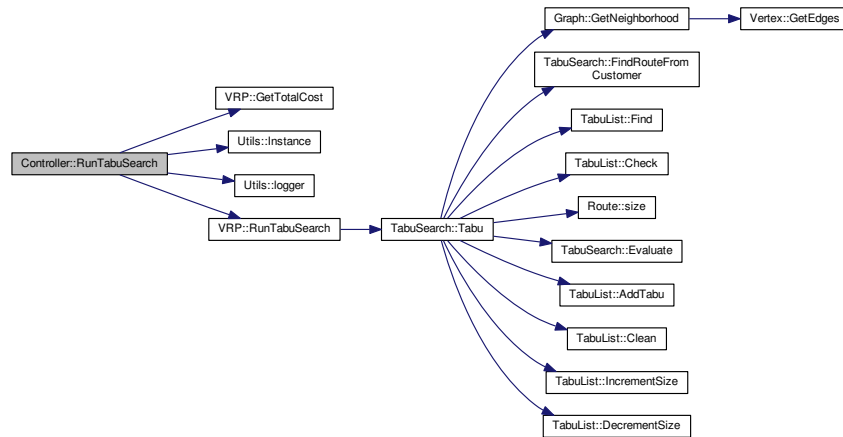 Graph::GetNeighborhood
Vertex::GetEdges
TabuSearch::FindRouteFrom
Customer
VRP::GetTotalCost
TabuList::Find
Utils::Instance
Controller::RunTabuSearch
TabuList::Check
Utils::logger
Route::size
VRP::RunTabuSearch
TabuSearch::Tabu
TabuSearch::Evaluate
TabuList::AddTabu
TabuList::Clean
TabuList::IncrementSize
TabuList::DecrementSize